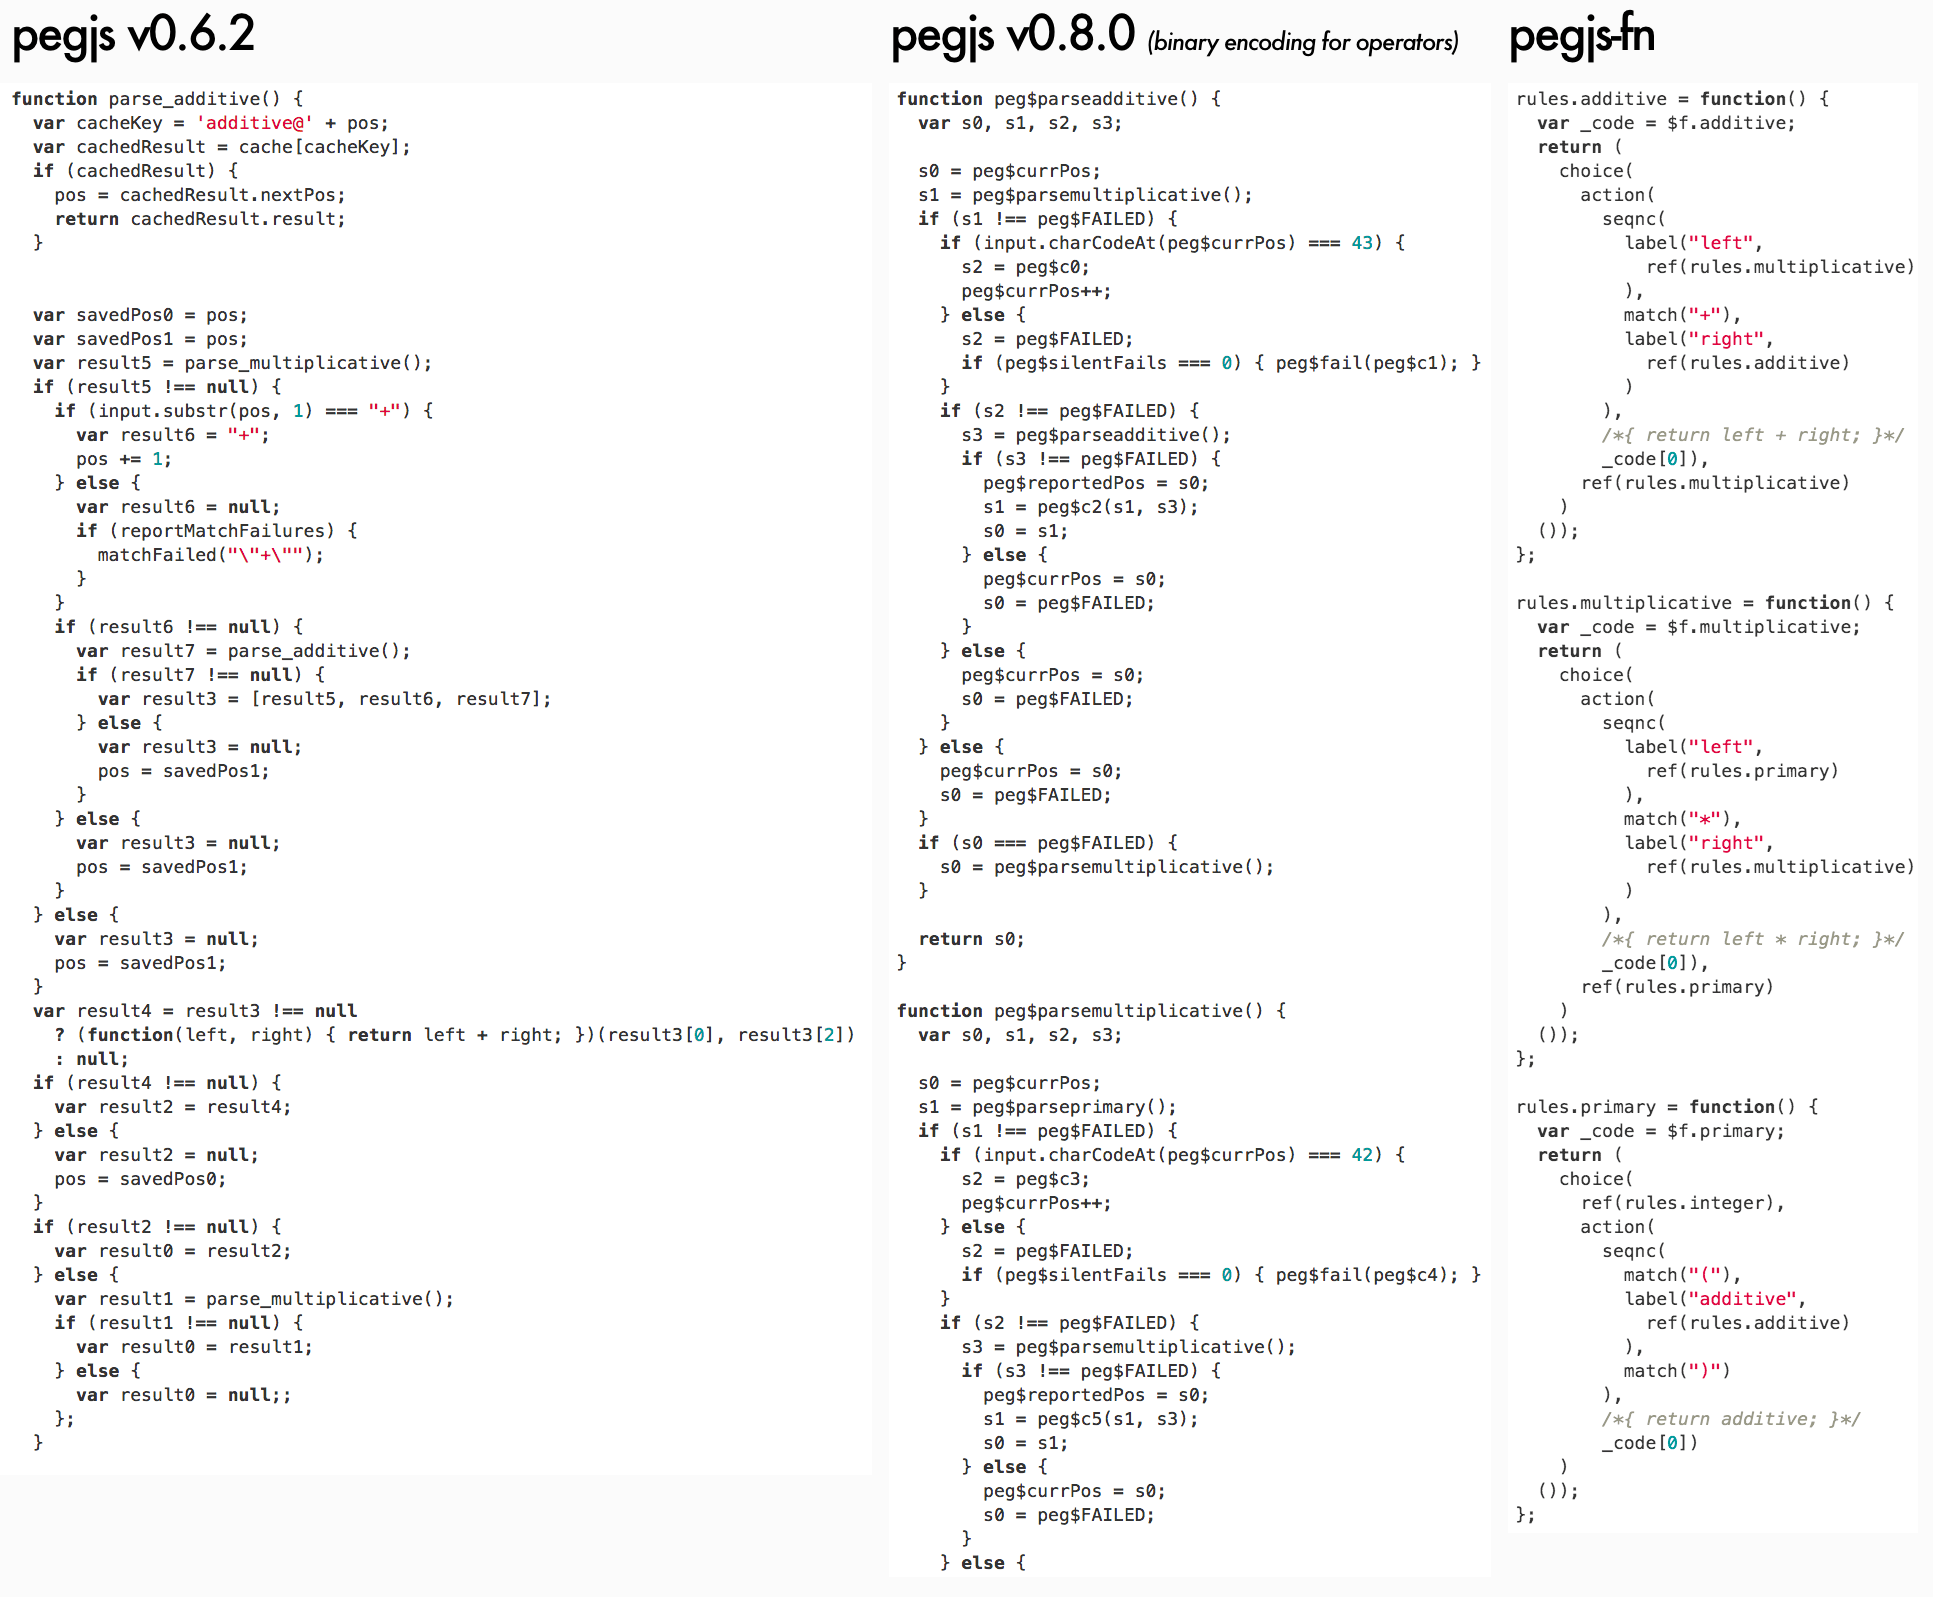 pegjs v0.6.2
function parse_additive() {
  var cacheKey = 'additive@' + pos;
  var cachedResult = cache[cacheKey];
  if (cachedResult) {
    pos = cachedResult.nextPos;
    return cachedResult.result;
  }
  var savedPos0 = pos;
  var savedPos1 = pos;
  var result5 = parse_multiplicative();
  if (result5 !== null) {
    if (input.substr(pos, 1) === "+") {
      var result6 = "+";
      pos += 1;
    } else {
      var result6 = null;
      if (reportMatchFailures) {
        matchFailed("\"+\"");
      }
    }
    if (result6 !== null) {
      var result7 = parse_additive();
      if (result7 !== null) {
        var result3 = [result5, result6, result7];
      } else {
        var result3 = null;
        pos = savedPos1;
      }
    } else {
      var result3 = null;
      pos = savedPos1;
    }
  } else {
    var result3 = null;
    pos = savedPos1;
  }
  var result4 = result3 !== null
    ? (function(left, right) { return left + right; })(result3[0], result3[2])
    : null;
  if (result4 !== null) {
    var result2 = result4;
  } else {
    var result2 = null;
    pos = savedPos0;
  }
  if (result2 !== null) {
    var result0 = result2;
  } else {
    var result1 = parse_multiplicative();
    if (result1 !== null) {
      var result0 = result1;
    } else {
      var result0 = null;;
    };
  }
pegjs v0.8.0 (binary encoding for operators)
function peg$parseadditive() {
  var s0, s1, s2, s3;
  s0 = peg$currPos;
  s1 = peg$parsemultiplicative();
  if (s1 !== peg$FAILED) {
    if (input.charCodeAt(peg$currPos) === 43) {
      s2 = peg$c0;
      peg$currPos++;
    } else {
      s2 = peg$FAILED;
      if (peg$silentFails === 0) { peg$fail(peg$c1); }
    }
    if (s2 !== peg$FAILED) {
      s3 = peg$parseadditive();
      if (s3 !== peg$FAILED) {
        peg$reportedPos = s0;
        s1 = peg$c2(s1, s3);
        s0 = s1;
      } else {
        peg$currPos = s0;
        s0 = peg$FAILED;
      }
    } else {
      peg$currPos = s0;
      s0 = peg$FAILED;
    }
  } else {
    peg$currPos = s0;
    s0 = peg$FAILED;
  }
  if (s0 === peg$FAILED) {
    s0 = peg$parsemultiplicative();
  }
  return s0;
}
function peg$parsemultiplicative() {
  var s0, s1, s2, s3;
  s0 = peg$currPos;
  s1 = peg$parseprimary();
  if (s1 !== peg$FAILED) {
    if (input.charCodeAt(peg$currPos) === 42) {
      s2 = peg$c3;
      peg$currPos++;
    } else {
      s2 = peg$FAILED;
      if (peg$silentFails === 0) { peg$fail(peg$c4); }
    }
    if (s2 !== peg$FAILED) {
      s3 = peg$parsemultiplicative();
      if (s3 !== peg$FAILED) {
        peg$reportedPos = s0;
        s1 = peg$c5(s1, s3);
        s0 = s1;
      } else {
        peg$currPos = s0;
        s0 = peg$FAILED;
      }
    } else {
pegjs-fn
rules.additive = function() {
  var _code = $f.additive;
  return (
    choice(
      action(
        seqnc(
          label("left",
            ref(rules.multiplicative)
          ),
          match("+"),
          label("right",
            ref(rules.additive)
          )
        ),
        /*{ return left + right; }*/
        _code[0]),
      ref(rules.multiplicative)
    )
  ());
};
rules.multiplicative = function() {
  var _code = $f.multiplicative;
  return (
    choice(
      action(
        seqnc(
          label("left",
            ref(rules.primary)
          ),
          match("*"),
          label("right",
            ref(rules.multiplicative)
          )
        ),
        /*{ return left * right; }*/
        _code[0]),
      ref(rules.primary)
    )
  ());
};
rules.primary = function() {
  var _code = $f.primary;
  return (
    choice(
      ref(rules.integer),
      action(
        seqnc(
          match("("),
          label("additive",
            ref(rules.additive)
          ),
          match(")")
        ),
        /*{ return additive; }*/
        _code[0])
    )
  ());
};